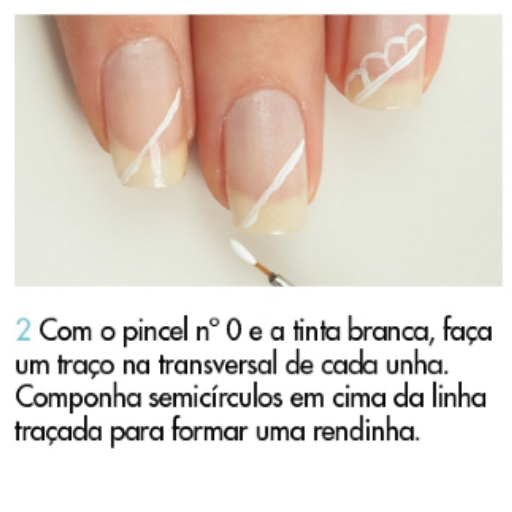 2 Com o pincel nº 0 e a tinta branca, faça
um traço na transversal de cada unha.
Componha semicírculos em cima da linha
traçada para formar uma rendinha.